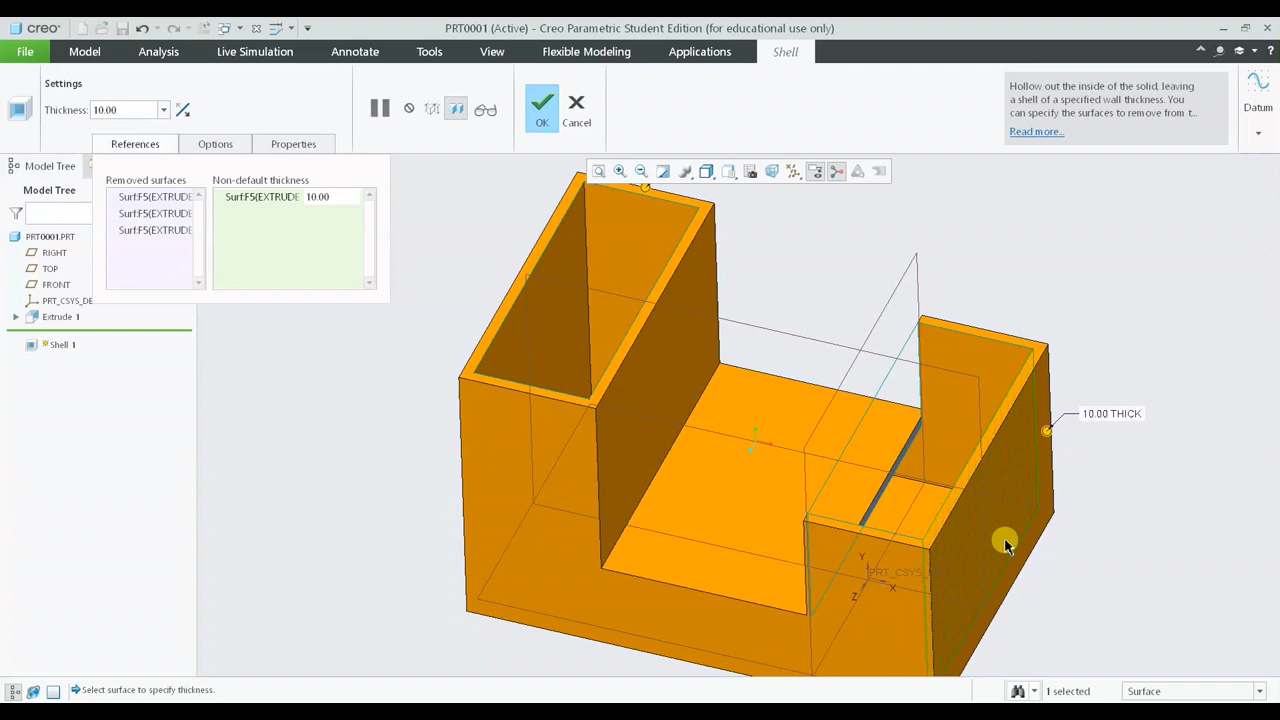 creo PRT0001 (Active) - Creo Parametric Student Edition (for educational use only)
File Model Analysis Live Simulation Annotate Tools View Flexible Modeling Applications Shell
Settings
Thickness: 10.00
OK Cancel
Hollow out the inside of the solid, leaving
a shell of a specified wall thickness. You
can specify the surfaces to remove from t...
Read more...
Datum
References Options Properties
Model Tree
Removed surfaces Non-default thickness
Model Tree
Surf:F5(EXTRUDE Surf:F5(EXTRUDE 10.00
Surf:F5(EXTRUDE
Surf:F5(EXTRUDE
PRT0001.PRT
RIGHT
TOP
FRONT
PRT_CSYS_DE
Extrude 1
Shell 1
10.00 THICK
Y
PRT_CSYS_
X
Z
Select surface to specify thickness.
1 selected Surface